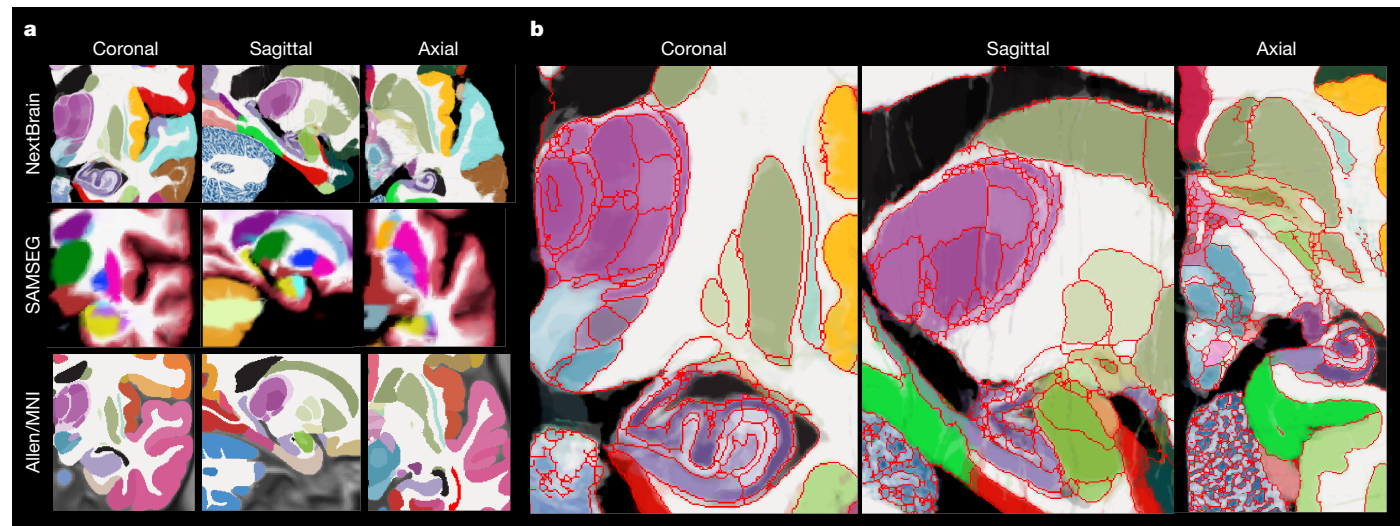 a
Coronal Sagittal Axial
NextBrain
SAMSEG
Allen/MNI
b
Coronal Sagittal Axial